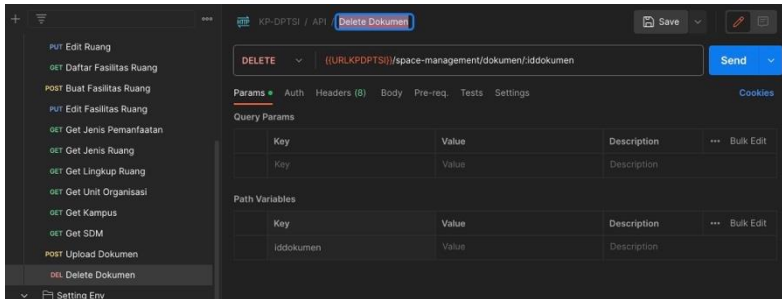 HTTP KP-DPTSI / API / Delete Dokumen Save
PUT Edit Ruang
GET Daftar Fasilitas Ruang
POST Buat Fasilitas Ruang
PUT Edit Fasilitas Ruang
GET Get Jenis Pemanfaatan
GET Get Jenis Ruang
GET Get Lingkup Ruang
GET Get Unit Organisasi
GET Get Kampus
GET Get SDM
POST Upload Dokumen
DEL Delete Dokumen
Setting Env
DELETE {{URLKPDPTSI}}/space-management/dokumen/:iddokumen Send
Params Auth Headers (8) Body Pre-req. Tests Settings Cookies
Query Params
Key Value Description Bulk Edit
Key Value Description
Path Variables
Key Value Description Bulk Edit
iddokumen Value Description